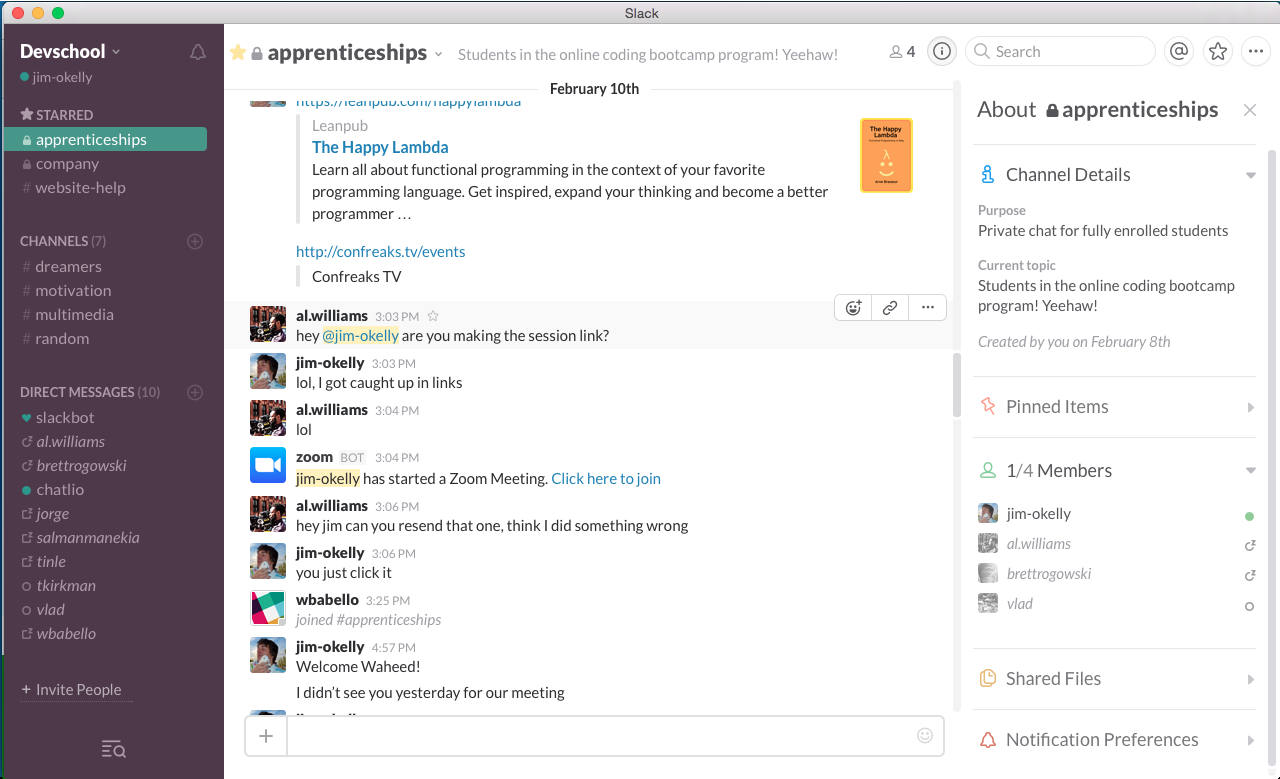 Slack
Devschool
jim-okelly
STARRED
apprenticeships
company
# website-help
CHANNELS (7)
# dreamers
# motivation
# multimedia
# random
DIRECT MESSAGES (10)
slackbot
al.williams
brettrogowski
chatlio
jorge
salmanmanekia
tinle
tkirkman
vlad
wbabello
+ Invite People
apprenticeships
Students in the online coding bootcamp program! Yeehaw!
4
Search
February 10th
https://leanpub.com/happylambda
Leanpub
The Happy Lambda
Learn all about functional programming in the context of your favorite
programming language. Get inspired, expand your thinking and become a better
programmer …
The Happy
Lambda
λ
http://confreaks.tv/events
Confreaks TV
al.williams 3:03 PM
hey @jim-okelly are you making the session link?
jim-okelly 3:03 PM
lol, I got caught up in links
al.williams 3:04 PM
lol
zoom BOT 3:04 PM
jim-okelly has started a Zoom Meeting. Click here to join
al.williams 3:06 PM
hey jim can you resend that one, think I did something wrong
jim-okelly 3:06 PM
you just click it
wbabello 3:25 PM
joined #apprenticeships
jim-okelly 4:57 PM
Welcome Waheed!
I didn't see you yesterday for our meeting
About apprenticeships
Channel Details
Purpose
Private chat for fully enrolled students
Current topic
Students in the online coding bootcamp
program! Yeehaw!
Created by you on February 8th
Pinned Items
1/4 Members
jim-okelly
al.williams
brettrogowski
vlad
Shared Files
Notification Preferences